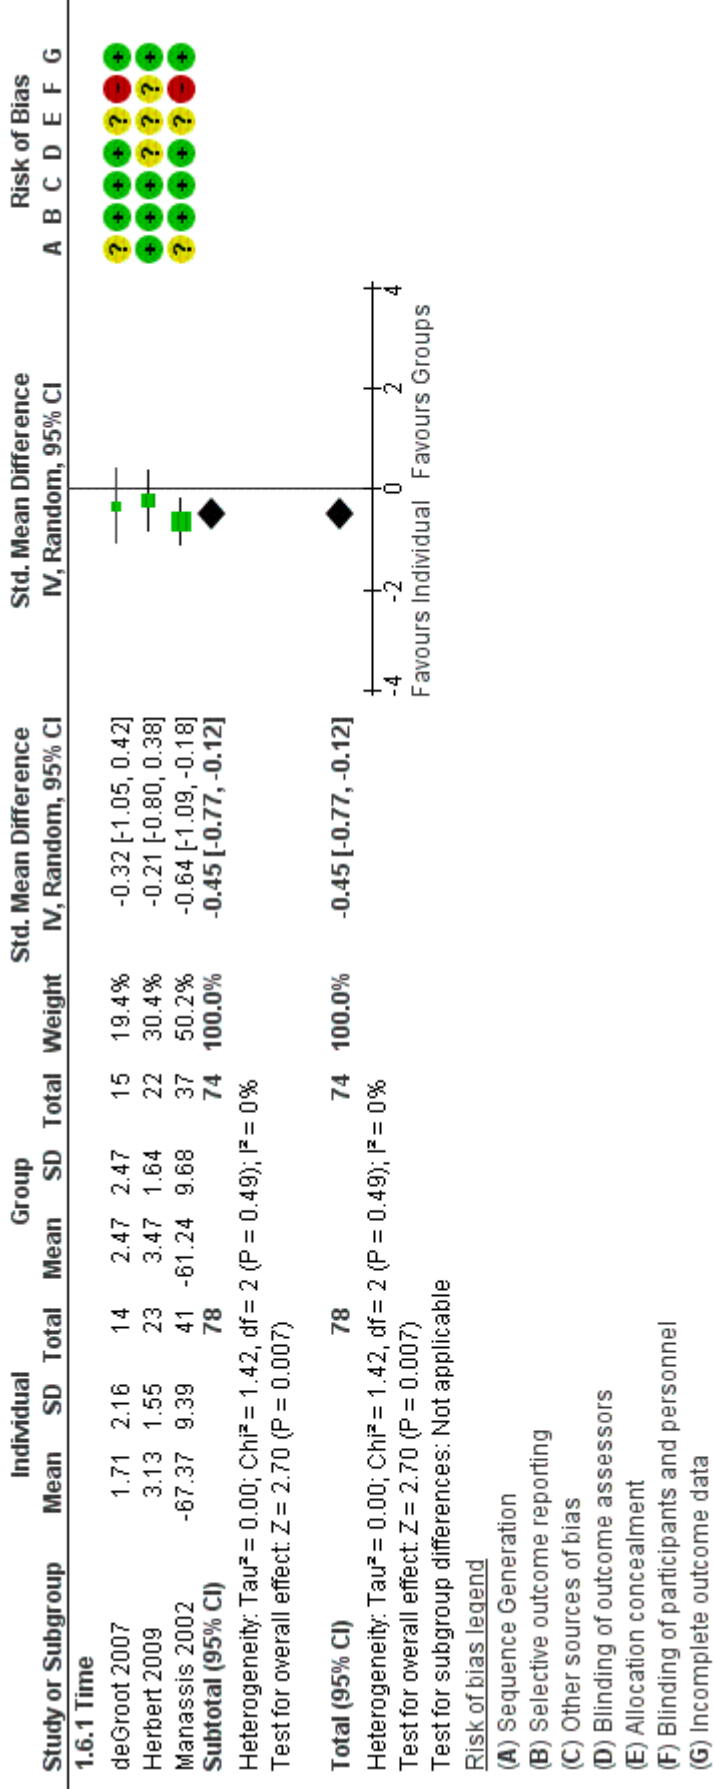 Individual Group Std. Mean Difference Std. Mean Difference Risk of Bias
Study or Subgroup Mean SD Total Mean SD Total Weight IV, Random, 95% CI IV, Random, 95% CI A B C D E F G
1.6.1 Time
deGroot 2007 1.71 2.16 14 2.47 2.47 15 19.4% -0.32 [-1.05, 0.42] ? + + + ? - +
Herbert 2009 3.13 1.55 23 3.47 1.64 22 30.4% -0.21 [-0.80, 0.38] + + + ? ? ? +
Manassis 2002 -67.37 9.39 41 -61.24 9.68 37 50.2% -0.64 [-1.09, -0.18] ? + + + ? - +
Subtotal (95% CI) 78 74 100.0% -0.45 [-0.77, -0.12]
Heterogeneity: Tau² = 0.00; Chi² = 1.42, df = 2 (P = 0.49); I² = 0%
Test for overall effect: Z = 2.70 (P = 0.007)
Total (95% CI) 78 74 100.0% -0.45 [-0.77, -0.12]
Heterogeneity: Tau² = 0.00; Chi² = 1.42, df = 2 (P = 0.49); I² = 0%
Test for overall effect: Z = 2.70 (P = 0.007)
Test for subgroup differences: Not applicable
-4 -2 0 2 4
Favours Individual Favours Groups
Risk of bias legend
(A) Sequence Generation
(B) Selective outcome reporting
(C) Other sources of bias
(D) Blinding of outcome assessors
(E) Allocation concealment
(F) Blinding of participants and personnel
(G) Incomplete outcome data